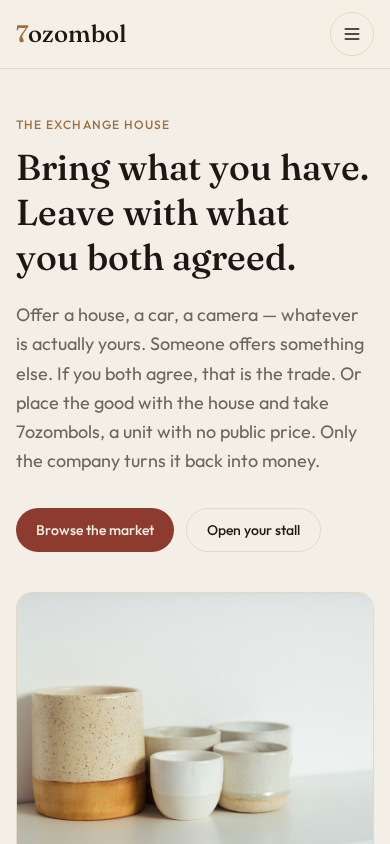 7ozombol
THE EXCHANGE HOUSE
Bring what you have.
Leave with what
you both agreed.
Offer a house, a car, a camera — whatever
is actually yours. Someone offers something
else. If you both agree, that is the trade. Or
place the good with the house and take
7ozombols, a unit with no public price. Only
the company turns it back into money.
Browse the market
Open your stall